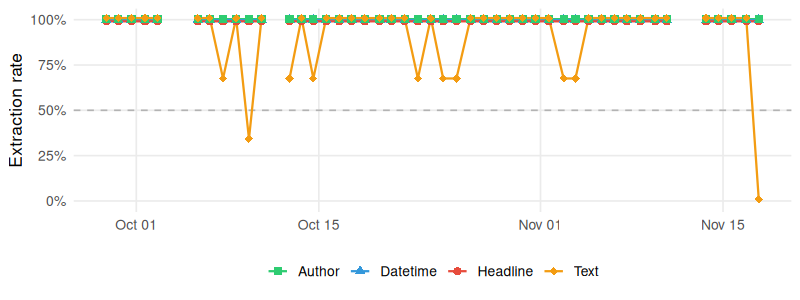 Extraction rate
100%
75%
50%
25%
0%
Oct 01 Oct 15 Nov 01 Nov 15
Author Datetime Headline Text